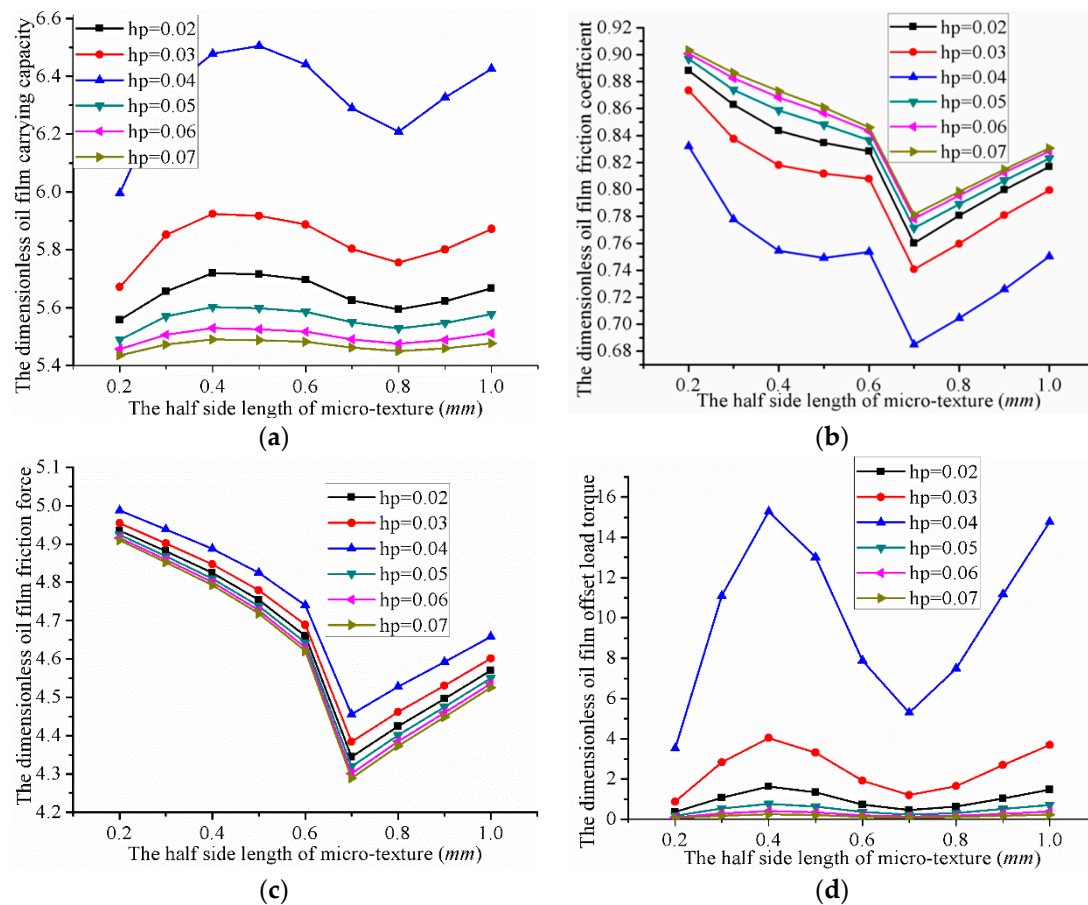 The dimensionless oil film carrying capacity
6.6
6.4
6.2
6.0
5.8
5.6
5.4
hp=0.02
hp=0.03
hp=0.04
hp=0.05
hp=0.06
hp=0.07
0.2 0.4 0.6 0.8 1.0
The half side length of micro-texture (mm)
(a)
The dimensionless oil film friction coefficient
0.92
0.90
0.88
0.86
0.84
0.82
0.80
0.78
0.76
0.74
0.72
0.70
0.68
hp=0.02
hp=0.03
hp=0.04
hp=0.05
hp=0.06
hp=0.07
0.2 0.4 0.6 0.8 1.0
The half side length of micro-texture (mm)
(b)
The dimensionless oil film friction force
5.1
5.0
4.9
4.8
4.7
4.6
4.5
4.4
4.3
4.2
hp=0.02
hp=0.03
hp=0.04
hp=0.05
hp=0.06
hp=0.07
0.2 0.4 0.6 0.8 1.0
The half side length of micro-texture (mm)
(c)
The dimensionless oil film offset load torque
16
14
12
10
8
6
4
2
0
hp=0.02
hp=0.03
hp=0.04
hp=0.05
hp=0.06
hp=0.07
0.2 0.4 0.6 0.8 1.0
The half side length of micro-texture (mm)
(d)